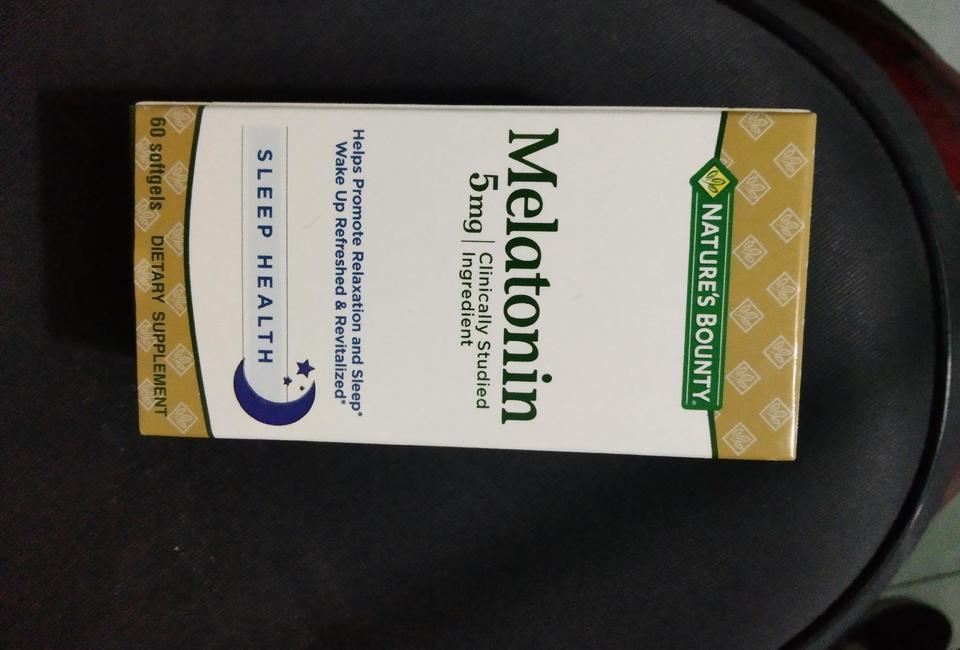 NATURE'S BOUNTY®
Melatonin
5mg | Clinically Studied
Ingredient
Helps Promote Relaxation and Sleep*
Wake Up Refreshed & Revitalized*
SLEEP HEALTH
60 softgels DIETARY SUPPLEMENT